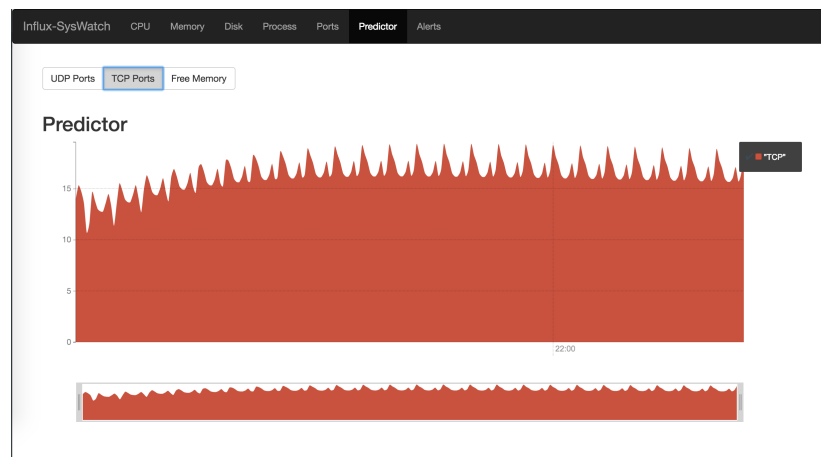 Influx-SysWatch CPU Memory Disk Process Ports Predictor Alerts
UDP Ports TCP Ports Free Memory
Predictor
"TCP"
15
10
5
0
22:00